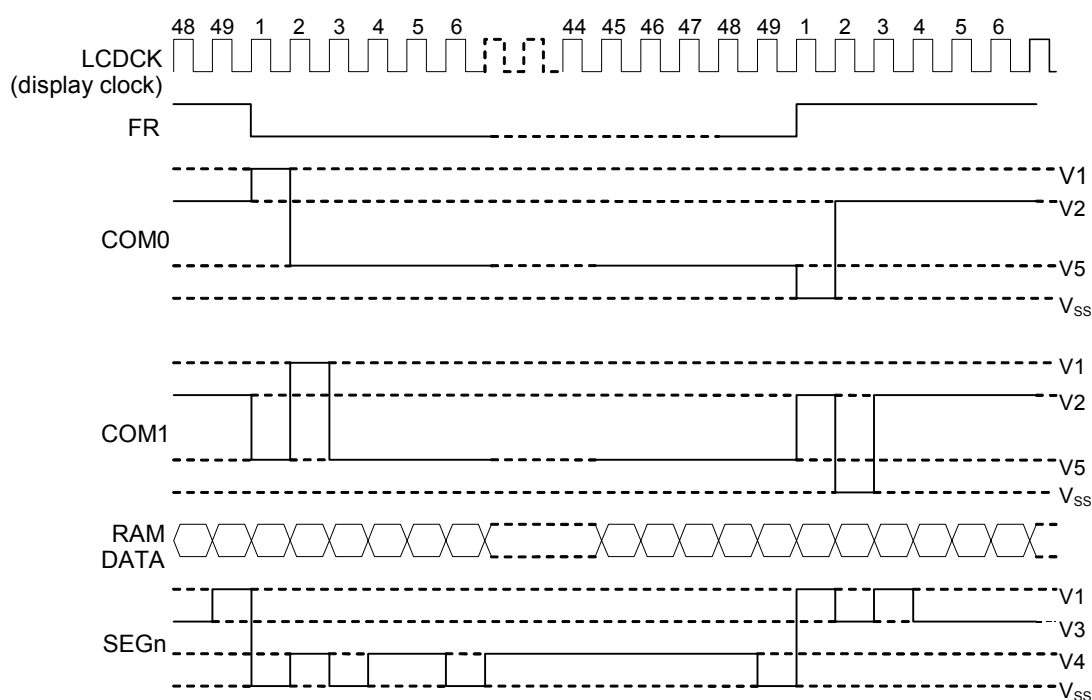 48 49 1 2 3 4 5 6 44 45 46 47 48 49 1 2 3 4 5 6
LCDCK
(display clock)
FR
V1
V2
COM0
V5
VSS
V1
V2
COM1
V5
VSS
RAM
DATA
V1
V3
SEGn
V4
VSS